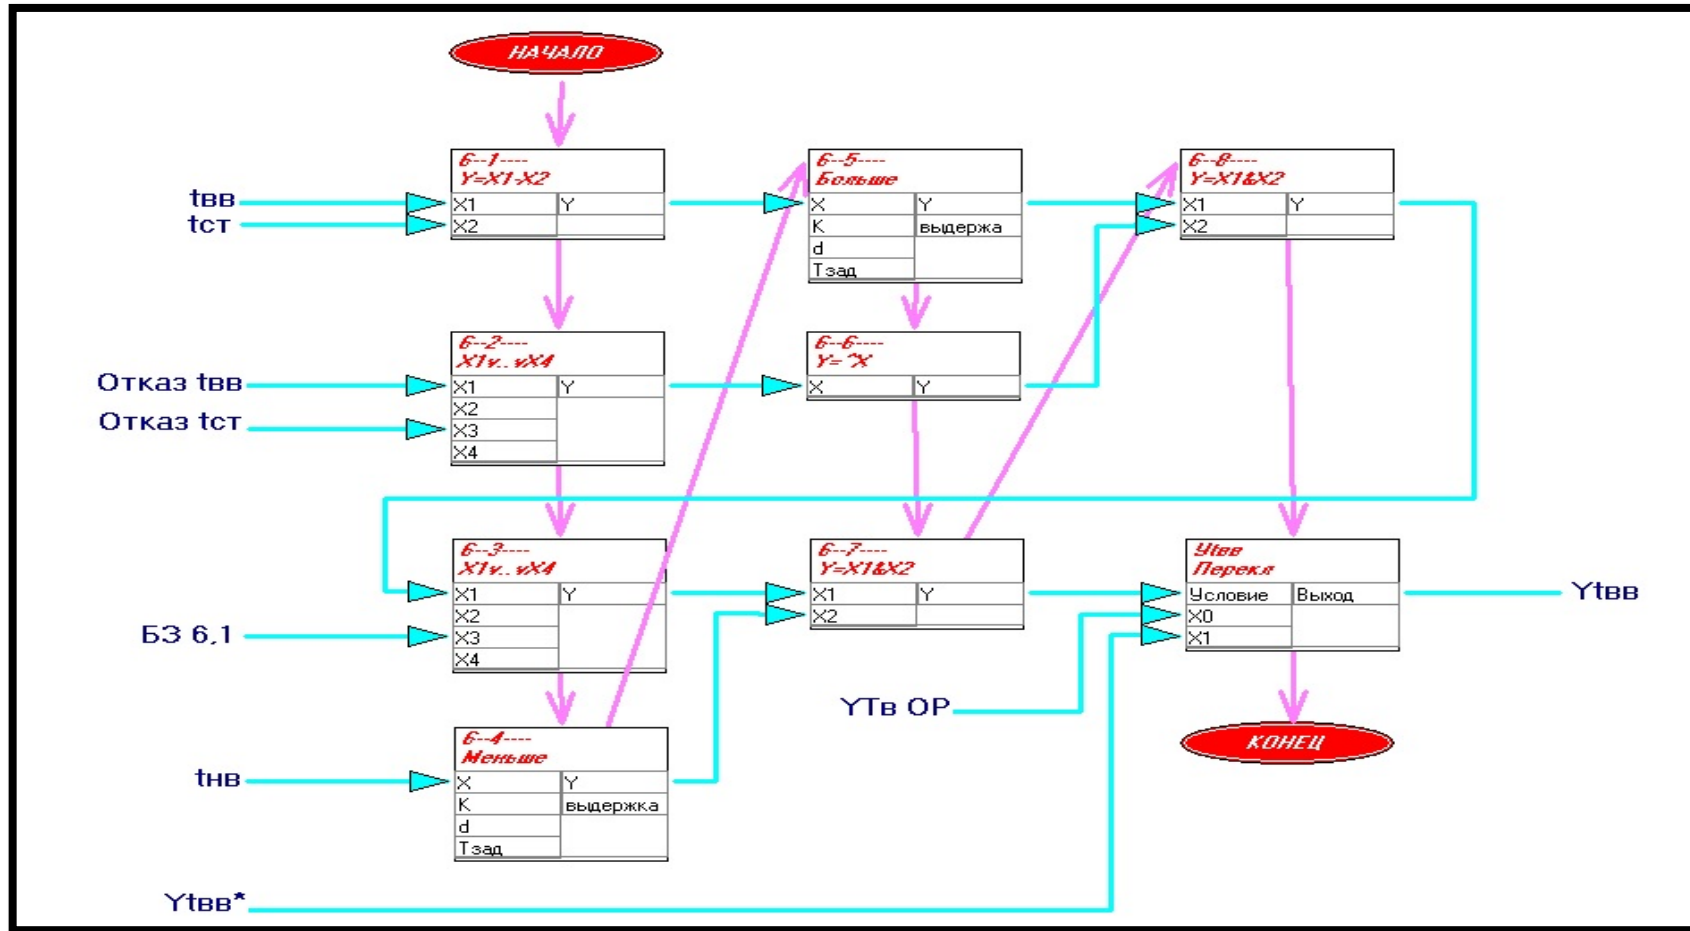 НАЧАЛО
tвв
tст
6--1----
Y=X1-X2
X1 Y
X2
6--5----
Больше
X Y
K выдержа
d
Tзад
6--8----
Y=X1&X2
X1 Y
X2
Отказ tвв
Отказ tст
6--2----
X1v..vX4
X1 Y
X2
X3
X4
6--6----
Y=^X
X Y
БЗ 6,1
6--3----
X1v..vX4
X1 Y
X2
X3
X4
6--7----
Y=X1&X2
X1 Y
X2
Ytвв
Перекл
Условие Выход
X0
X1
Ytвв
YTв ОР
tнв
6--4----
Меньше
X Y
K выдержка
d
Tзад
КОНЕЦ
Ytвв*